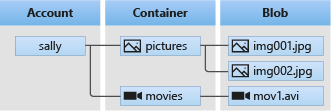 Account Container Blob
sally pictures img001.jpg
img002.jpg
movies mov1.avi